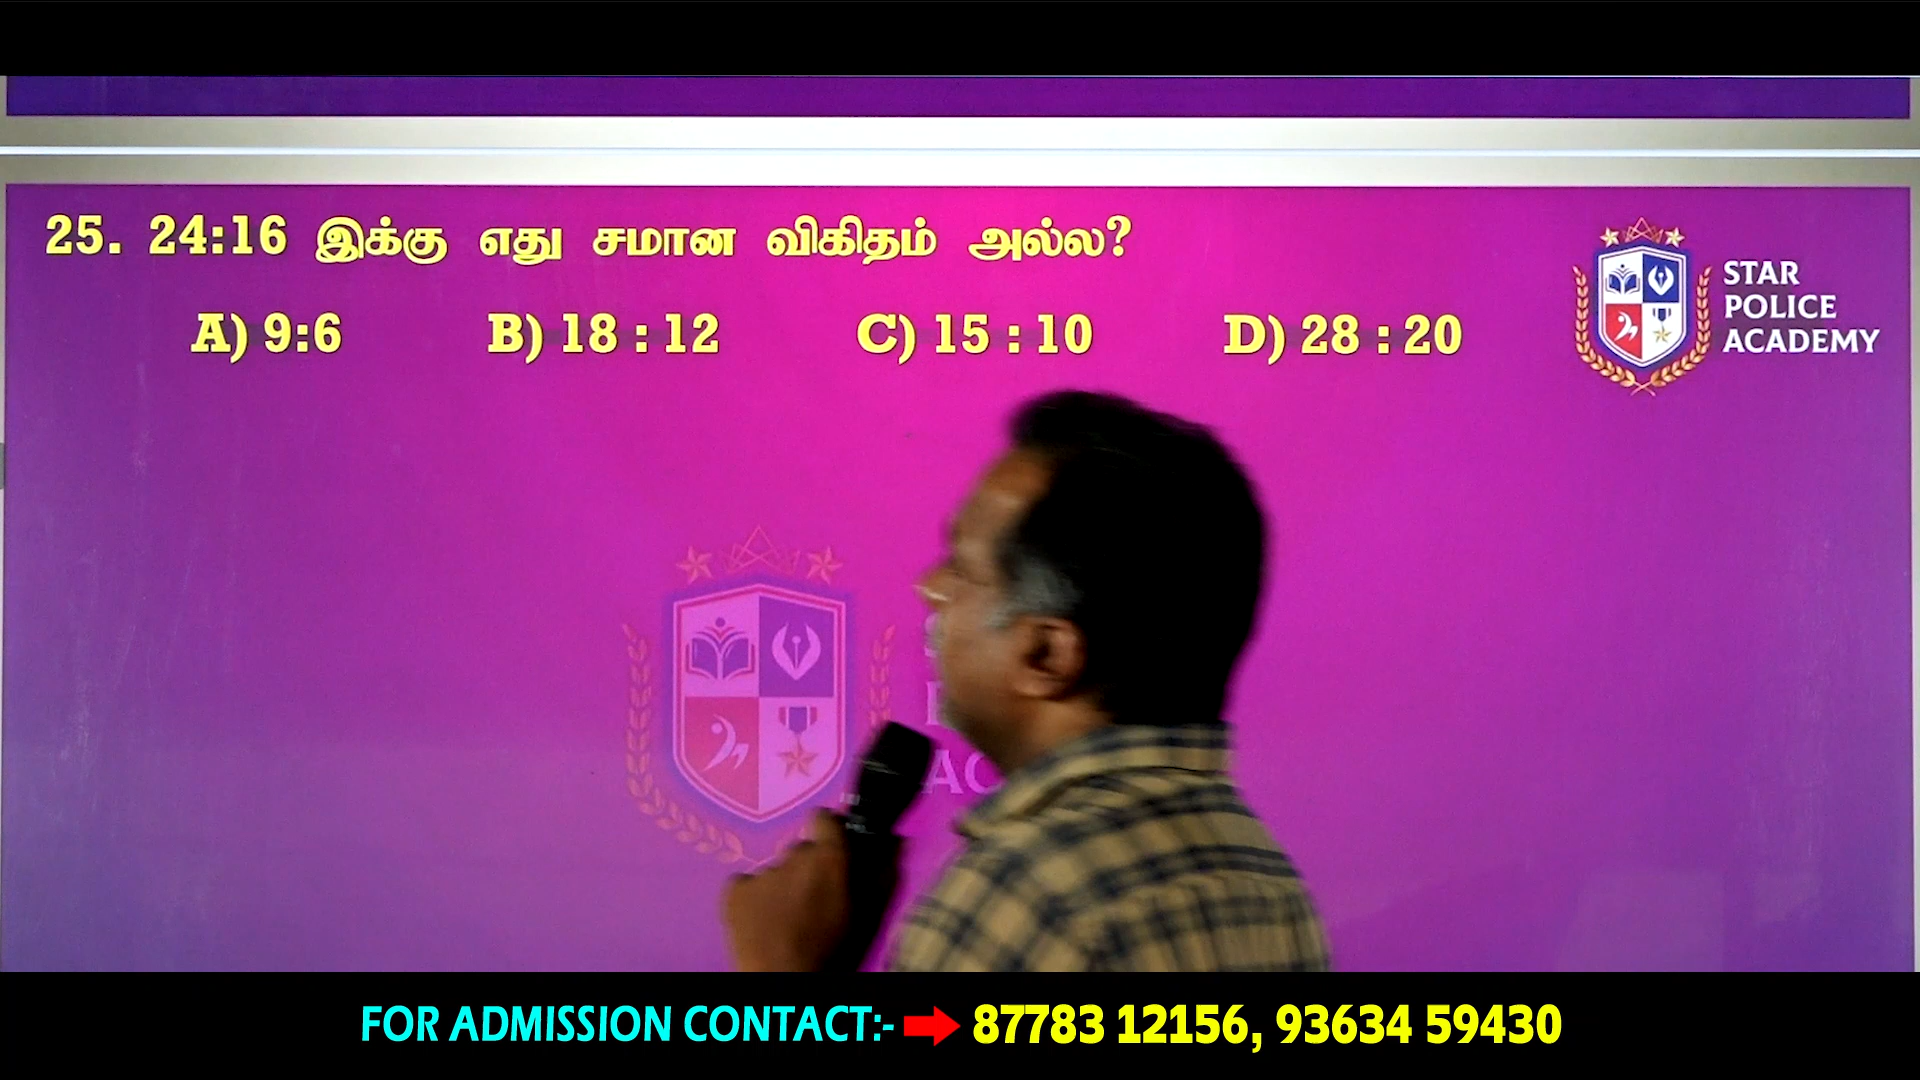 25. 24:16 இக்கு எது சமான விகிதம் அல்ல?
A) 9:6 B) 18 : 12 C) 15 : 10 D) 28 : 20
STAR
POLICE
ACADEMY
FOR ADMISSION CONTACT:- 87783 12156, 93634 59430